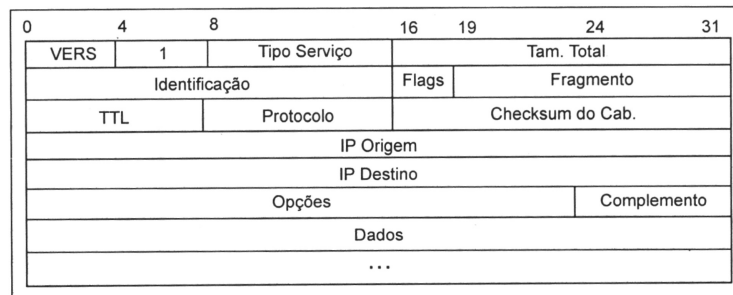 0 4 8 16 19 24 31
VERS 1 Tipo Serviço Tam. Total
Identificação Flags Fragmento
TTL Protocolo Checksum do Cab.
IP Origem
IP Destino
Opções Complemento
Dados
...